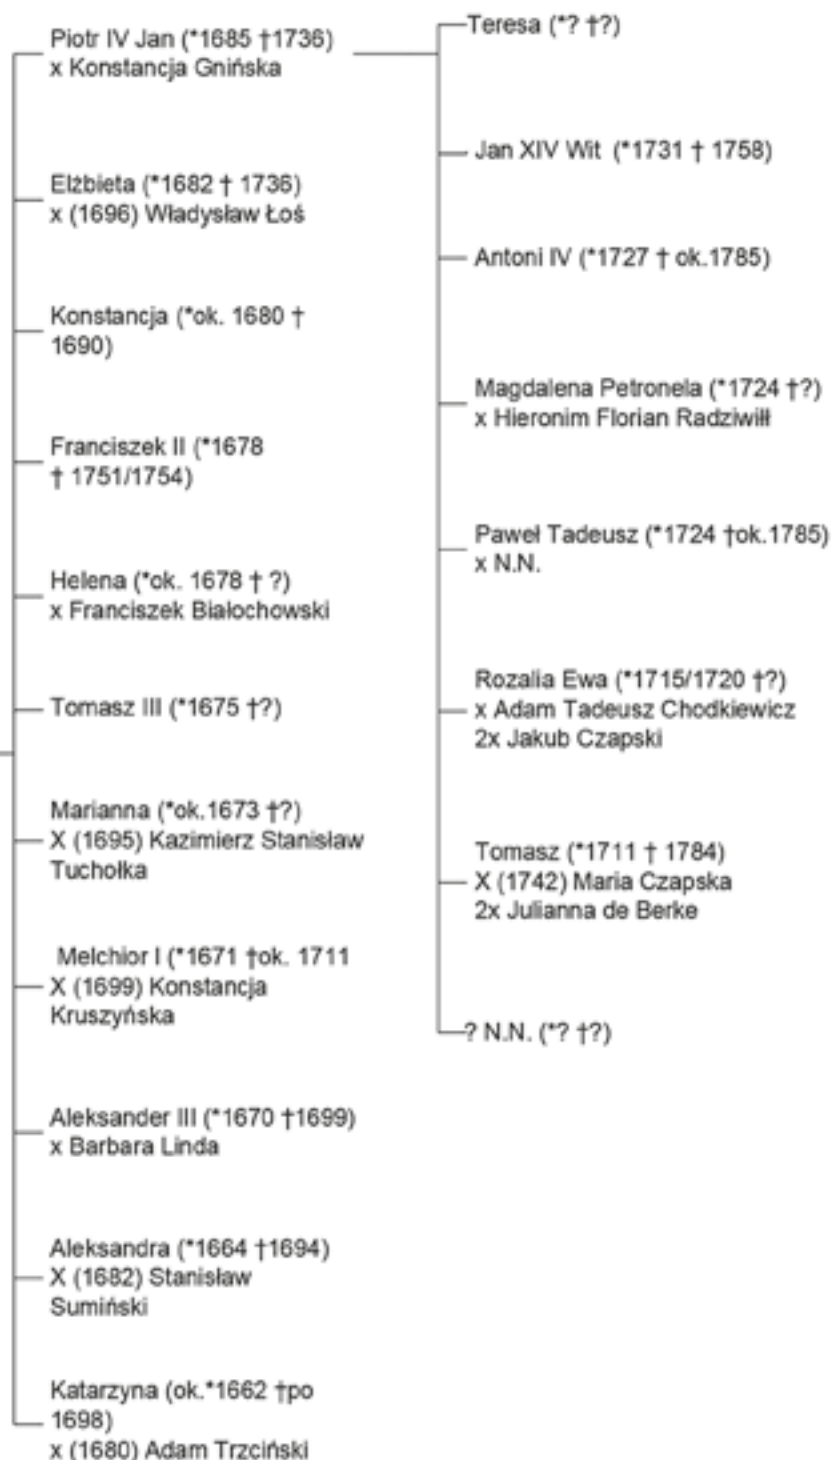 Piotr IV Jan (*1685 †1736)
x Konstancja Gnińska
Elżbieta (*1682 † 1736)
x (1696) Władysław Łoś
Konstancja (*ok. 1680 †
1690)
Franciszek II (*1678
† 1751/1754)
Helena (*ok. 1678 † ?)
x Franciszek Białochowski
Tomasz III (*1675 †?)
Marianna (*ok.1673 †?)
X (1695) Kazimierz Stanisław
Tuchołka
Melchior I (*1671 †ok. 1711
X (1699) Konstancja
Kruszyńska
Aleksander III (*1670 †1699)
x Barbara Linda
Aleksandra (*1664 †1694)
X (1682) Stanisław
Sumiński
Katarzyna (ok.*1662 †po
1698)
x (1680) Adam Trzciński
Teresa (*? †?)
Jan XIV Wit (*1731 † 1758)
Antoni IV (*1727 † ok.1785)
Magdalena Petronela (*1724 †?)
x Hieronim Florian Radziwiłł
Paweł Tadeusz (*1724 †ok.1785)
x N.N.
Rozalia Ewa (*1715/1720 †?)
x Adam Tadeusz Chodkiewicz
2x Jakub Czapski
Tomasz (*1711 † 1784)
X (1742) Maria Czapska
2x Julianna de Berke
? N.N. (*? †?)